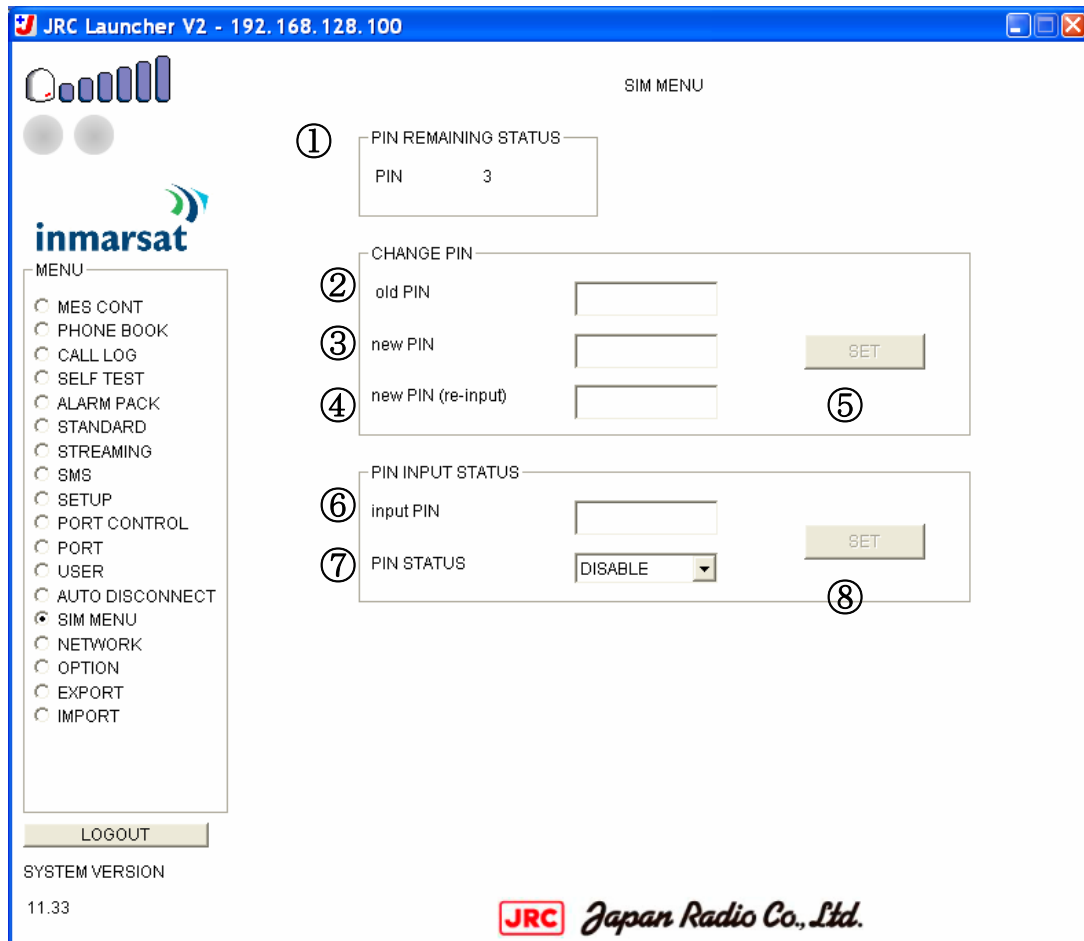 JRC Launcher V2 - 192.168.128.100
SIM MENU
① PIN REMAINING STATUS
PIN 3
inmarsat
MENU
MES CONT
PHONE BOOK
CALL LOG
SELF TEST
ALARM PACK
STANDARD
STREAMING
SMS
SETUP
PORT CONTROL
PORT
USER
AUTO DISCONNECT
SIM MENU
NETWORK
OPTION
EXPORT
IMPORT
LOGOUT
SYSTEM VERSION
11.33
CHANGE PIN
② old PIN
③ new PIN
SET
④ new PIN (re-input)
⑤
PIN INPUT STATUS
⑥ input PIN
SET
⑦ PIN STATUS DISABLE
⑧
JRC Japan Radio Co., Ltd.